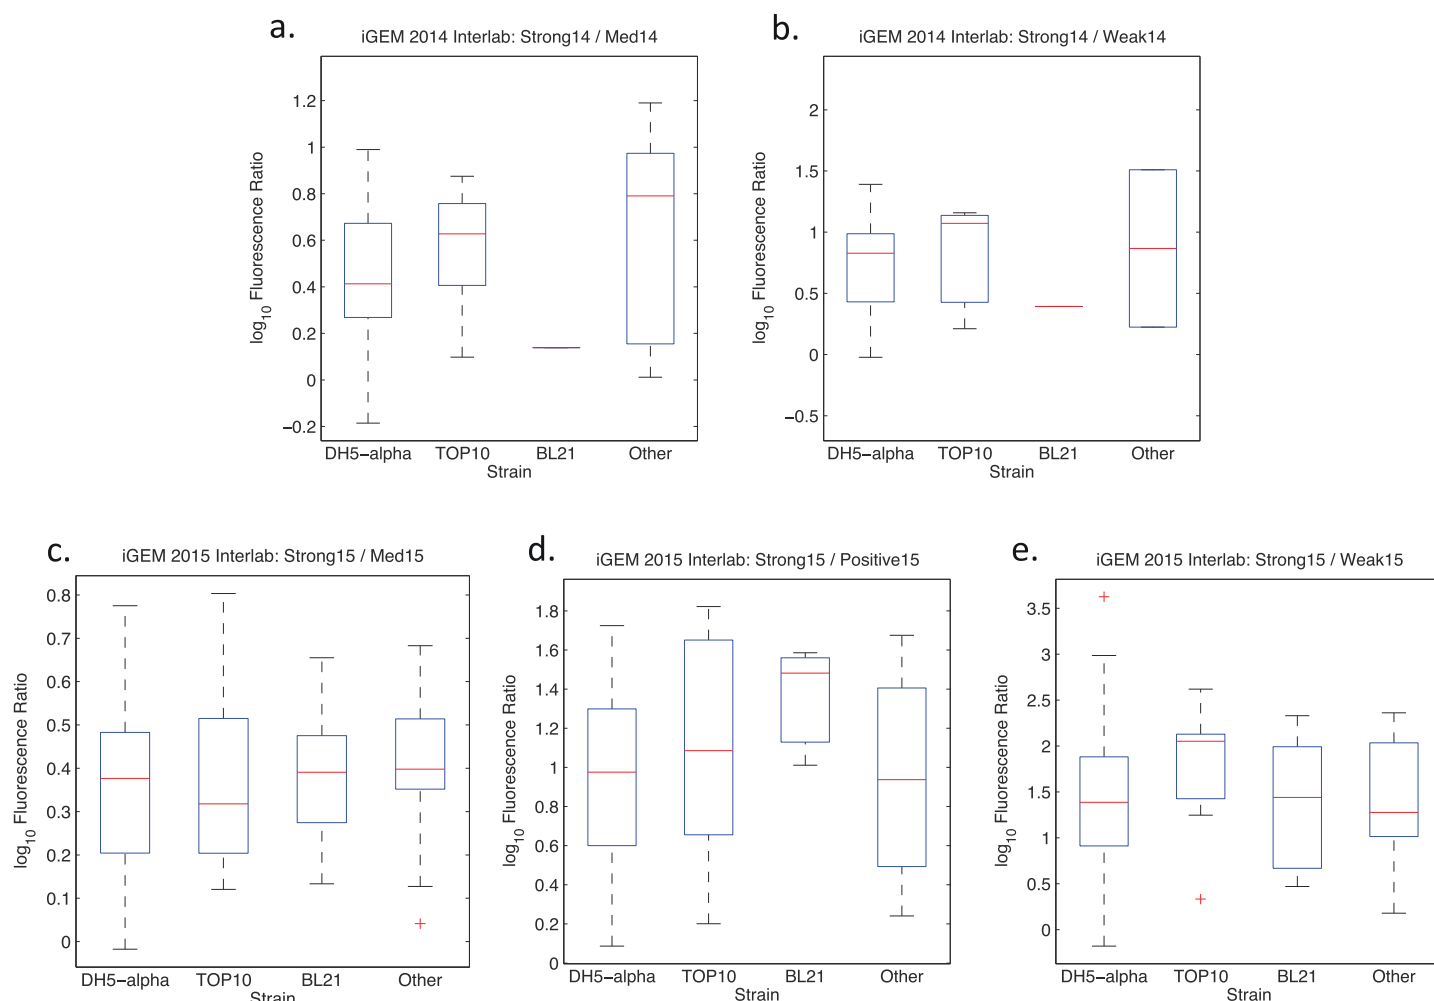 a.
iGEM 2014 Interlab: Strong14 / Med14
log10 Fluorescence Ratio
1.2
1
0.8
0.6
0.4
0.2
0
−0.2
DH5−alpha TOP10 BL21 Other
Strain
b.
iGEM 2014 Interlab: Strong14 / Weak14
log10 Fluorescence Ratio
2
1.5
1
0.5
0
−0.5
DH5−alpha TOP10 BL21 Other
Strain
c.
iGEM 2015 Interlab: Strong15 / Med15
log10 Fluorescence Ratio
0.8
0.7
0.6
0.5
0.4
0.3
0.2
0.1
0
DH5−alpha TOP10 BL21 Other
Strain
d.
iGEM 2015 Interlab: Strong15 / Positive15
log10 Fluorescence Ratio
1.8
1.6
1.4
1.2
1
0.8
0.6
0.4
0.2
0
DH5−alpha TOP10 BL21 Other
Strain
e.
iGEM 2015 Interlab: Strong15 / Weak15
log10 Fluorescence Ratio
3.5
3
2.5
2
1.5
1
0.5
0
DH5−alpha TOP10 BL21 Other
Strain